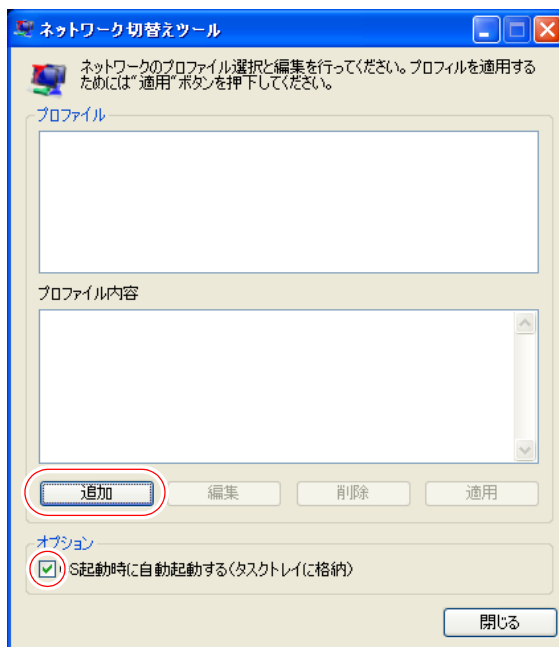 ネットワーク切替えツール
ネットワークのプロファイル選択と編集を行ってください。プロフィルを適用する
ためには"適用"ボタンを押下してください。
プロファイル
プロファイル内容
追加 編集 削除 適用
オプション
OS起動時に自動起動する(タスクトレイに格納)
閉じる